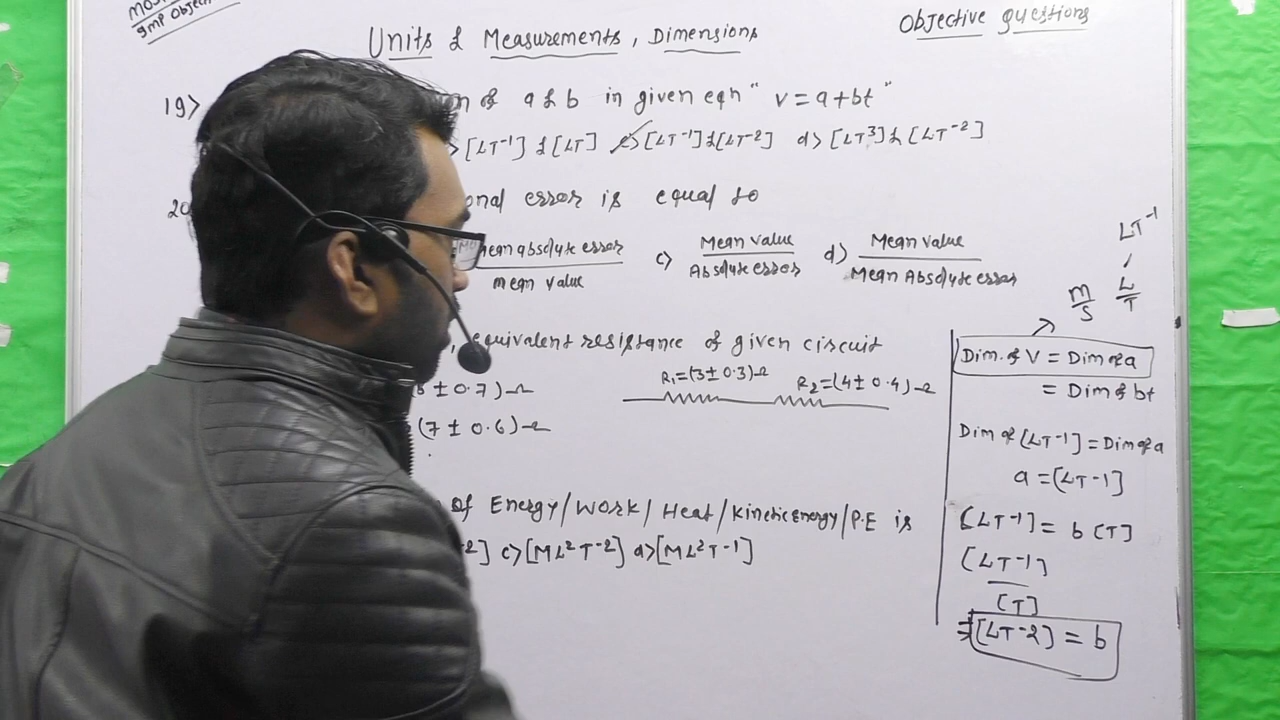 Imp Object
Units & Measurements, Dimensions
Objective questions
19> of a & b in given eqn " v = a + bt "
> [LT⁻¹] & [LT] c> [LT⁻¹] & [LT⁻²] d> [LT³] & [LT⁻²]
20 onal error is equal to
mean absolute error / mean value c) Mean value / Absolute error d) Mean value / Mean Absolute error
, equivalent resistance of given circuit
± 0.7) Ω
(7 ± 0.6) Ω
R₁ = (3 ± 0.3) Ω R₂ = (4 ± 0.4) Ω
of Energy/Work/Heat/Kinetic energy/P.E is
⁻²] c> [ML²T⁻²] d> [ML²T⁻¹]
LT⁻¹
M/S L/T
Dim. of V = Dim of a
= Dim of bt
Dim of [LT⁻¹] = Dim of a
a = [LT⁻¹]
[LT⁻¹] = b [T]
[LT⁻¹]
[T]
= [LT⁻²] = b